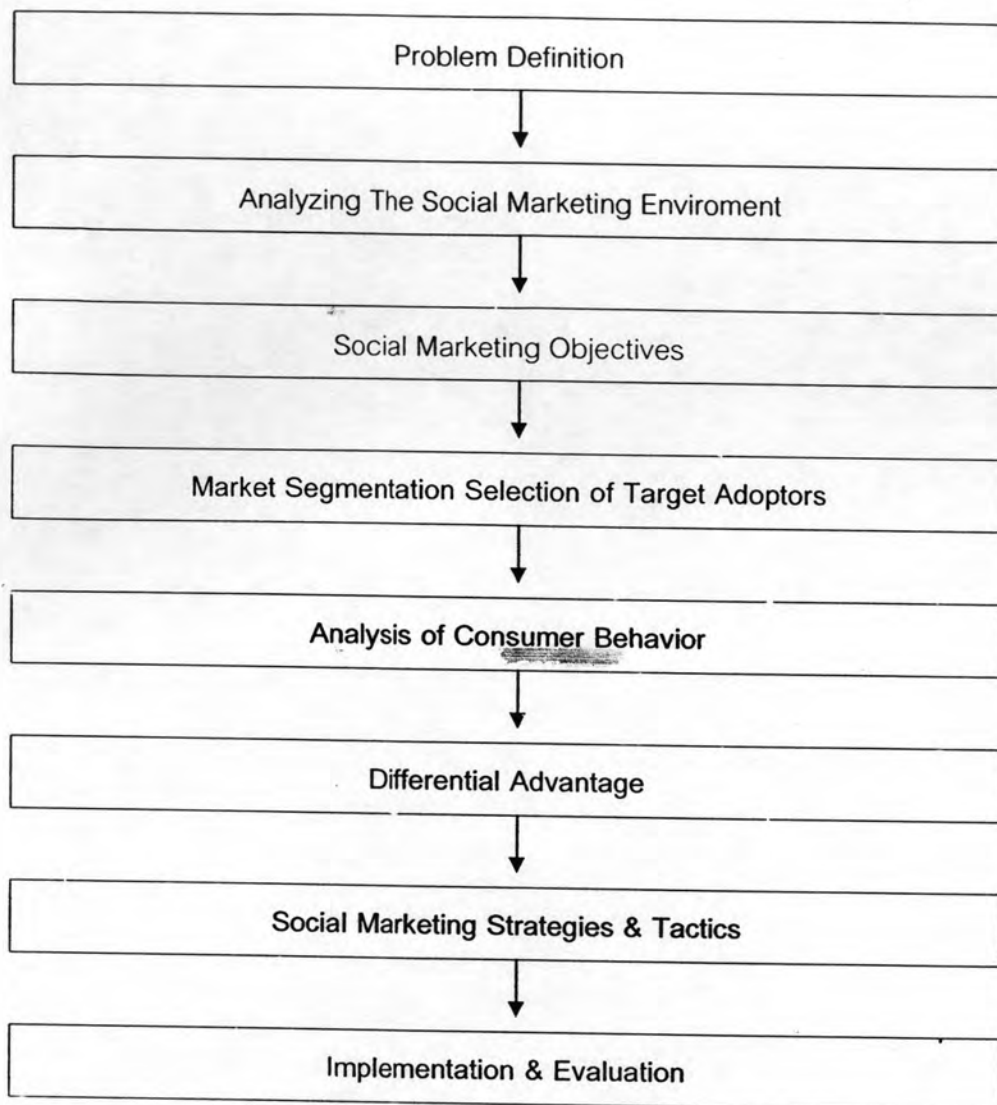 Problem Definition
Analyzing The Social Marketing Enviroment
Social Marketing Objectives
Market Segmentation Selection of Target Adoptors
Analysis of Consumer Behavior
Differential Advantage
Social Marketing Strategies & Tactics
Implementation & Evaluation